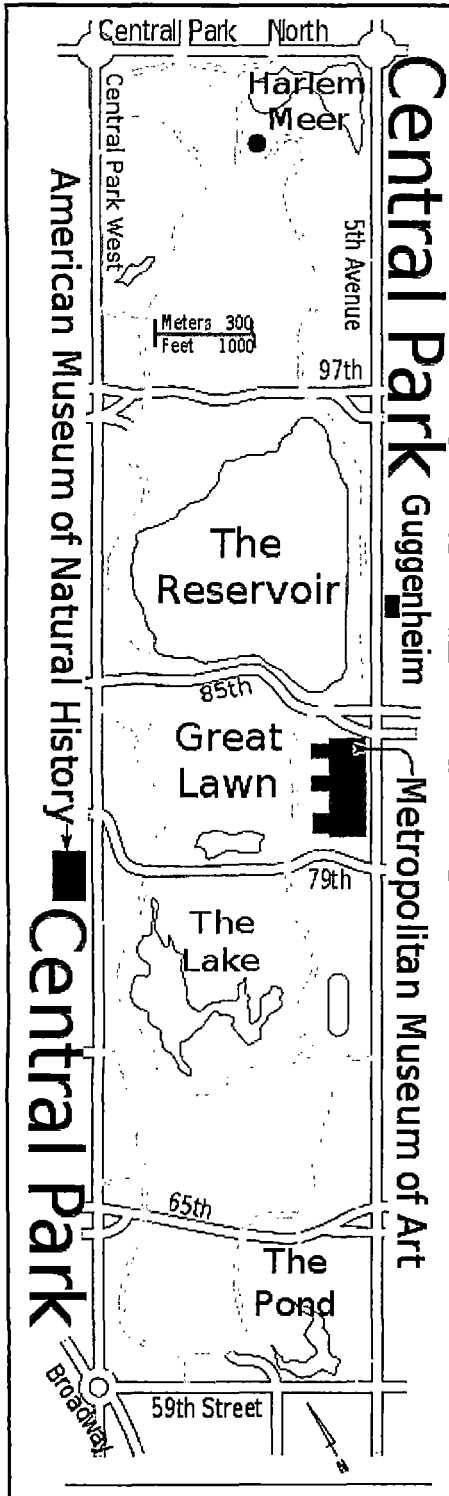 Central Park North
Harlem
Meer
Central Park
Central Park West
5th Avenue
American Museum of Natural History
Meters 300
Feet 1000
97th
Guggenheim
The
Reservoir
85th
Great
Lawn
Metropolitan Museum of Art
79th
The
Lake
Central Park
65th
The
Pond
Broadway
59th Street
N